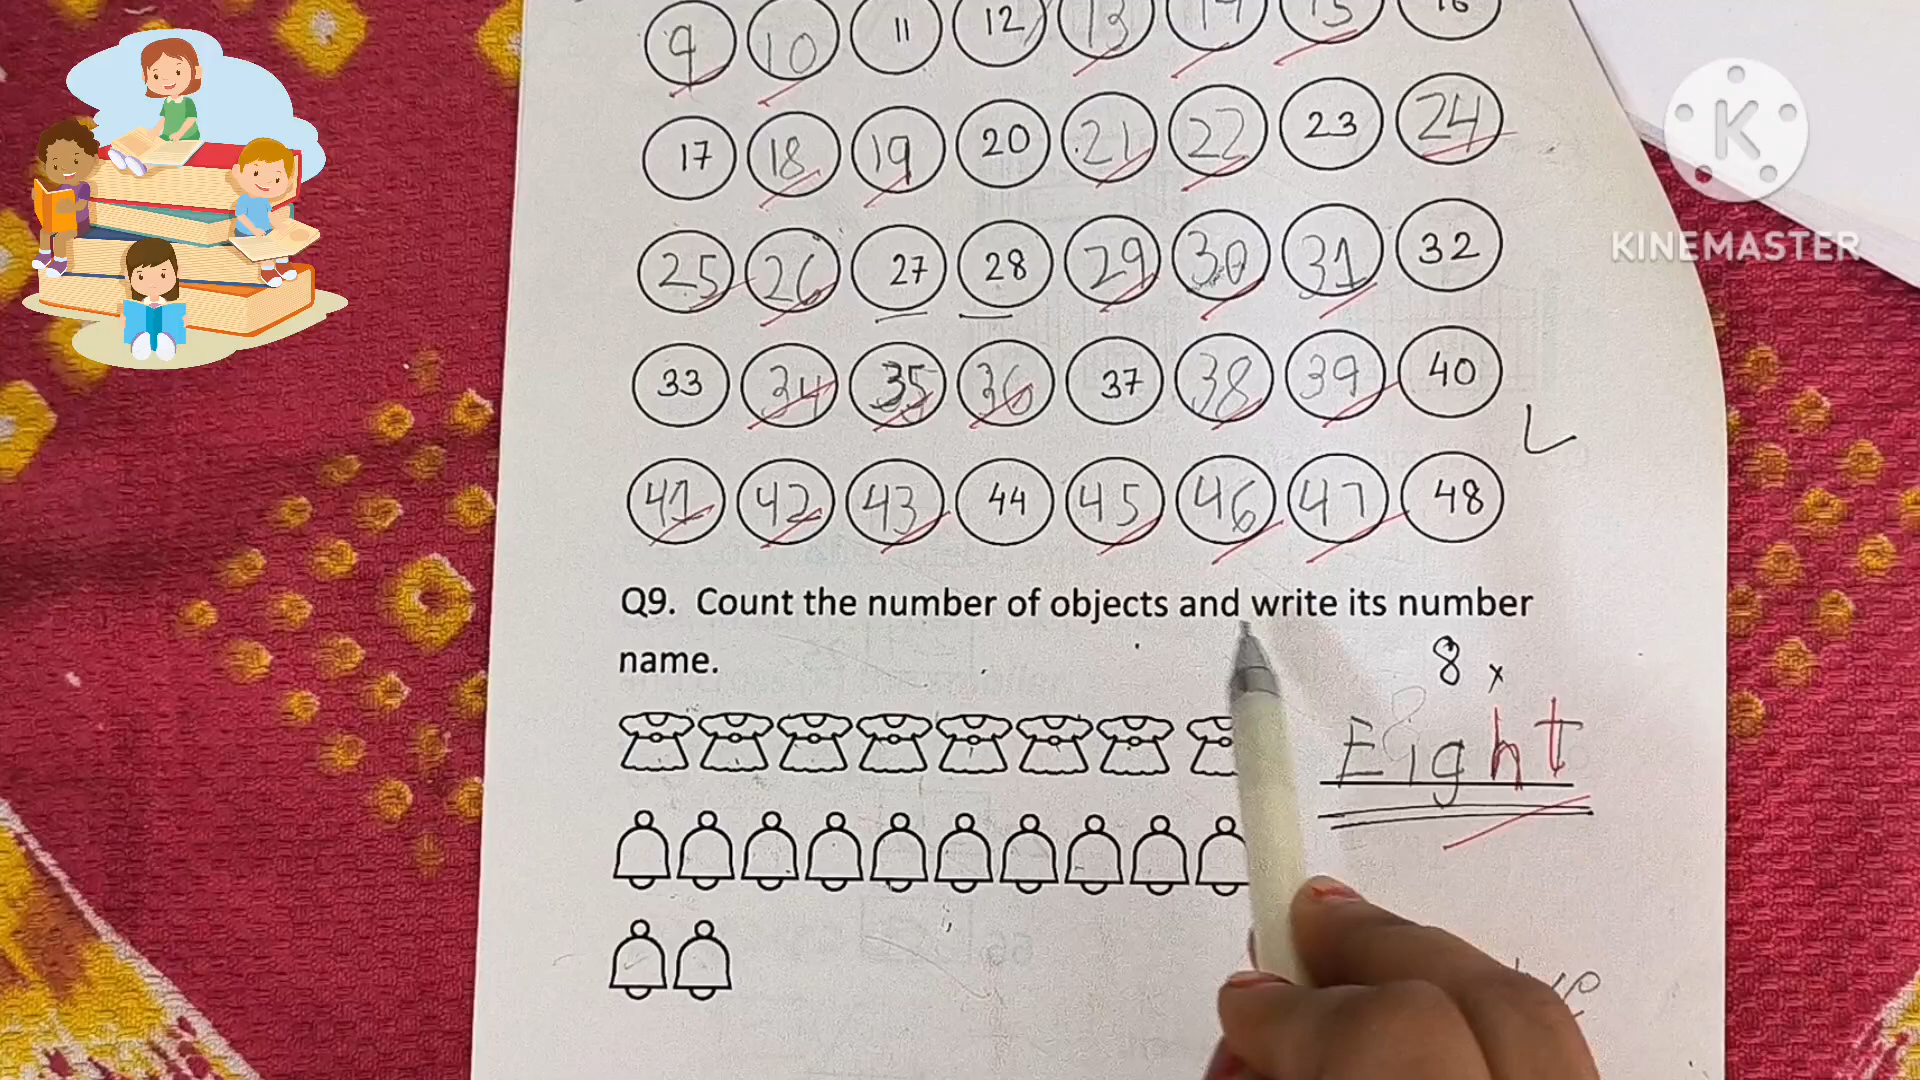 9 10 11 12 13 14 15 16
17 18 19 20 21 22 23 24
25 26 27 28 29 30 31 32
33 34 35 36 37 38 39 40
41 42 43 44 45 46 47 48
Q9. Count the number of objects and write its number
name.
8 x
Eight
K
KINEMASTER